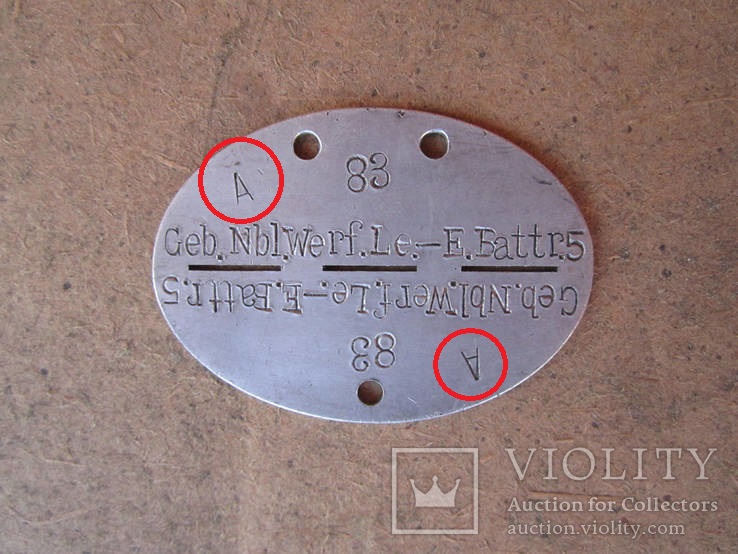 83
A
Geb.Nbl.Werf.Le.-E.Battr.5
Geb.Nbl.Werf.Le.-E.Battr.5
83
A
VIOLITY
Auction for Collectors
auction.violity.com